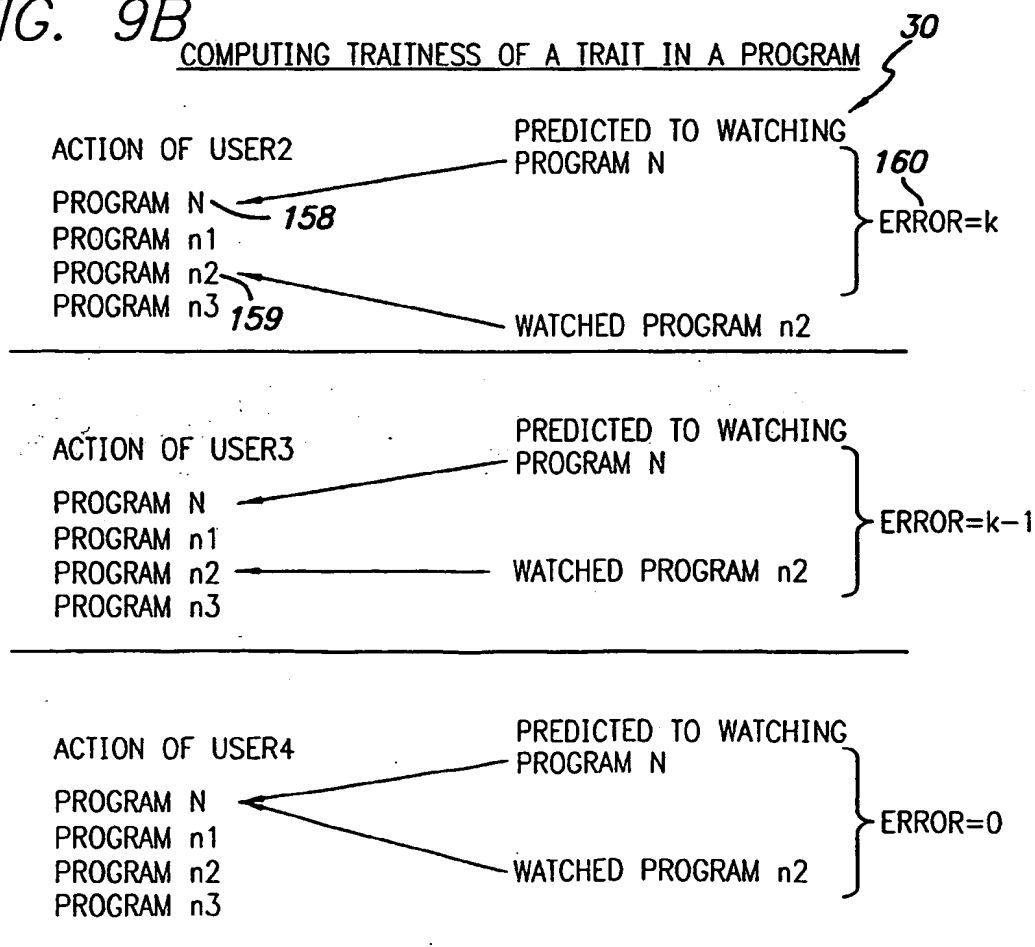 IG. 9B
COMPUTING TRAITNESS OF A TRAIT IN A PROGRAM
30
ACTION OF USER2
PROGRAM N
158
PROGRAM n1
PROGRAM n2
159
PROGRAM n3
PREDICTED TO WATCHING
PROGRAM N
WATCHED PROGRAM n2
160
ERROR=k
ACTION OF USER3
PROGRAM N
PROGRAM n1
PROGRAM n2
PROGRAM n3
PREDICTED TO WATCHING
PROGRAM N
WATCHED PROGRAM n2
ERROR=k-1
ACTION OF USER4
PROGRAM N
PROGRAM n1
PROGRAM n2
PROGRAM n3
PREDICTED TO WATCHING
PROGRAM N
WATCHED PROGRAM n2
ERROR=0